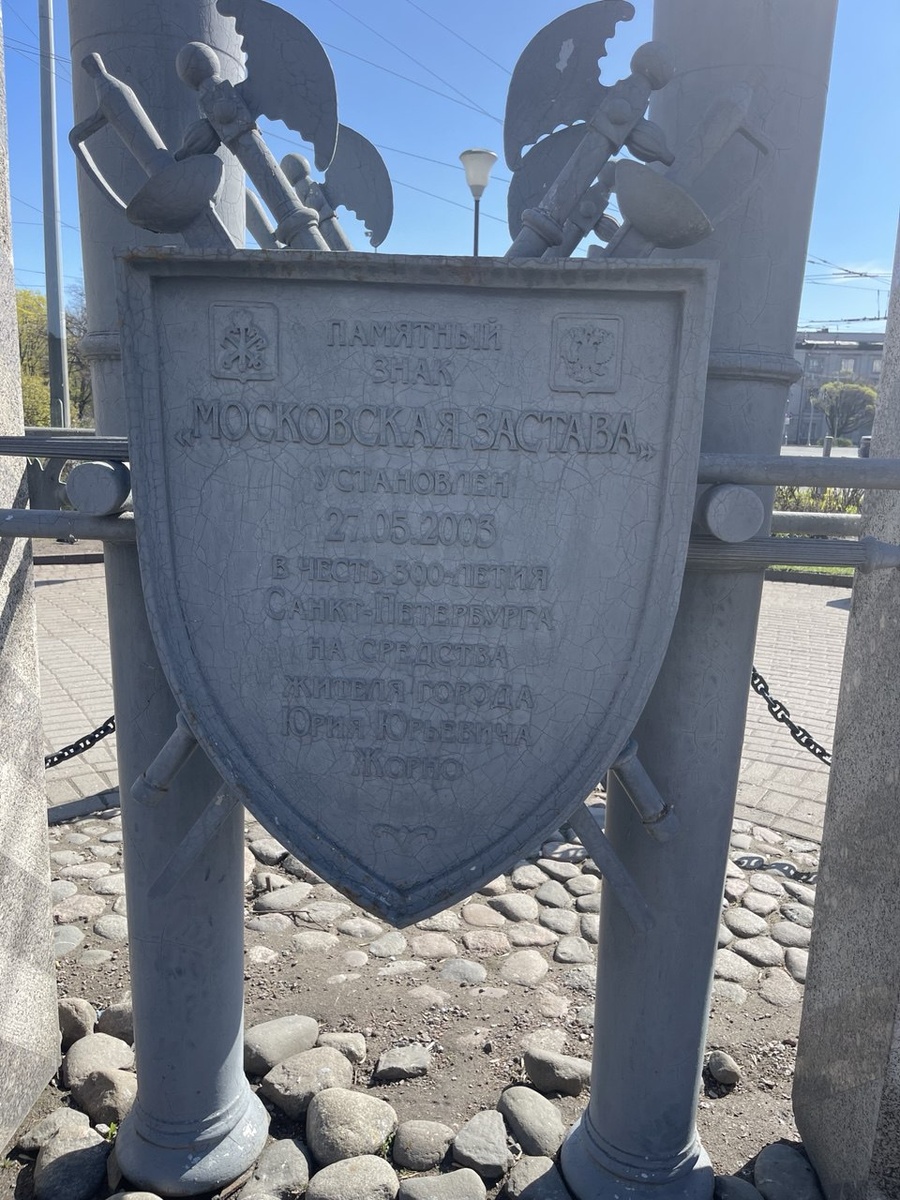 ПАМЯТНЫЙ
ЗНАК
„МОСКОВСКАЯ ЗАСТАВА„
УСТАНОВЛЕН
27.05.2003
В ЧЕСТЬ 300-ЛЕТИЯ
САНКТ-ПЕТЕРБУРГА
НА СРЕДСТВА
ЖИТЕЛЯ ГОРОДА
ЮРИЯ ЮРЬЕВИЧА
ЖОРНО